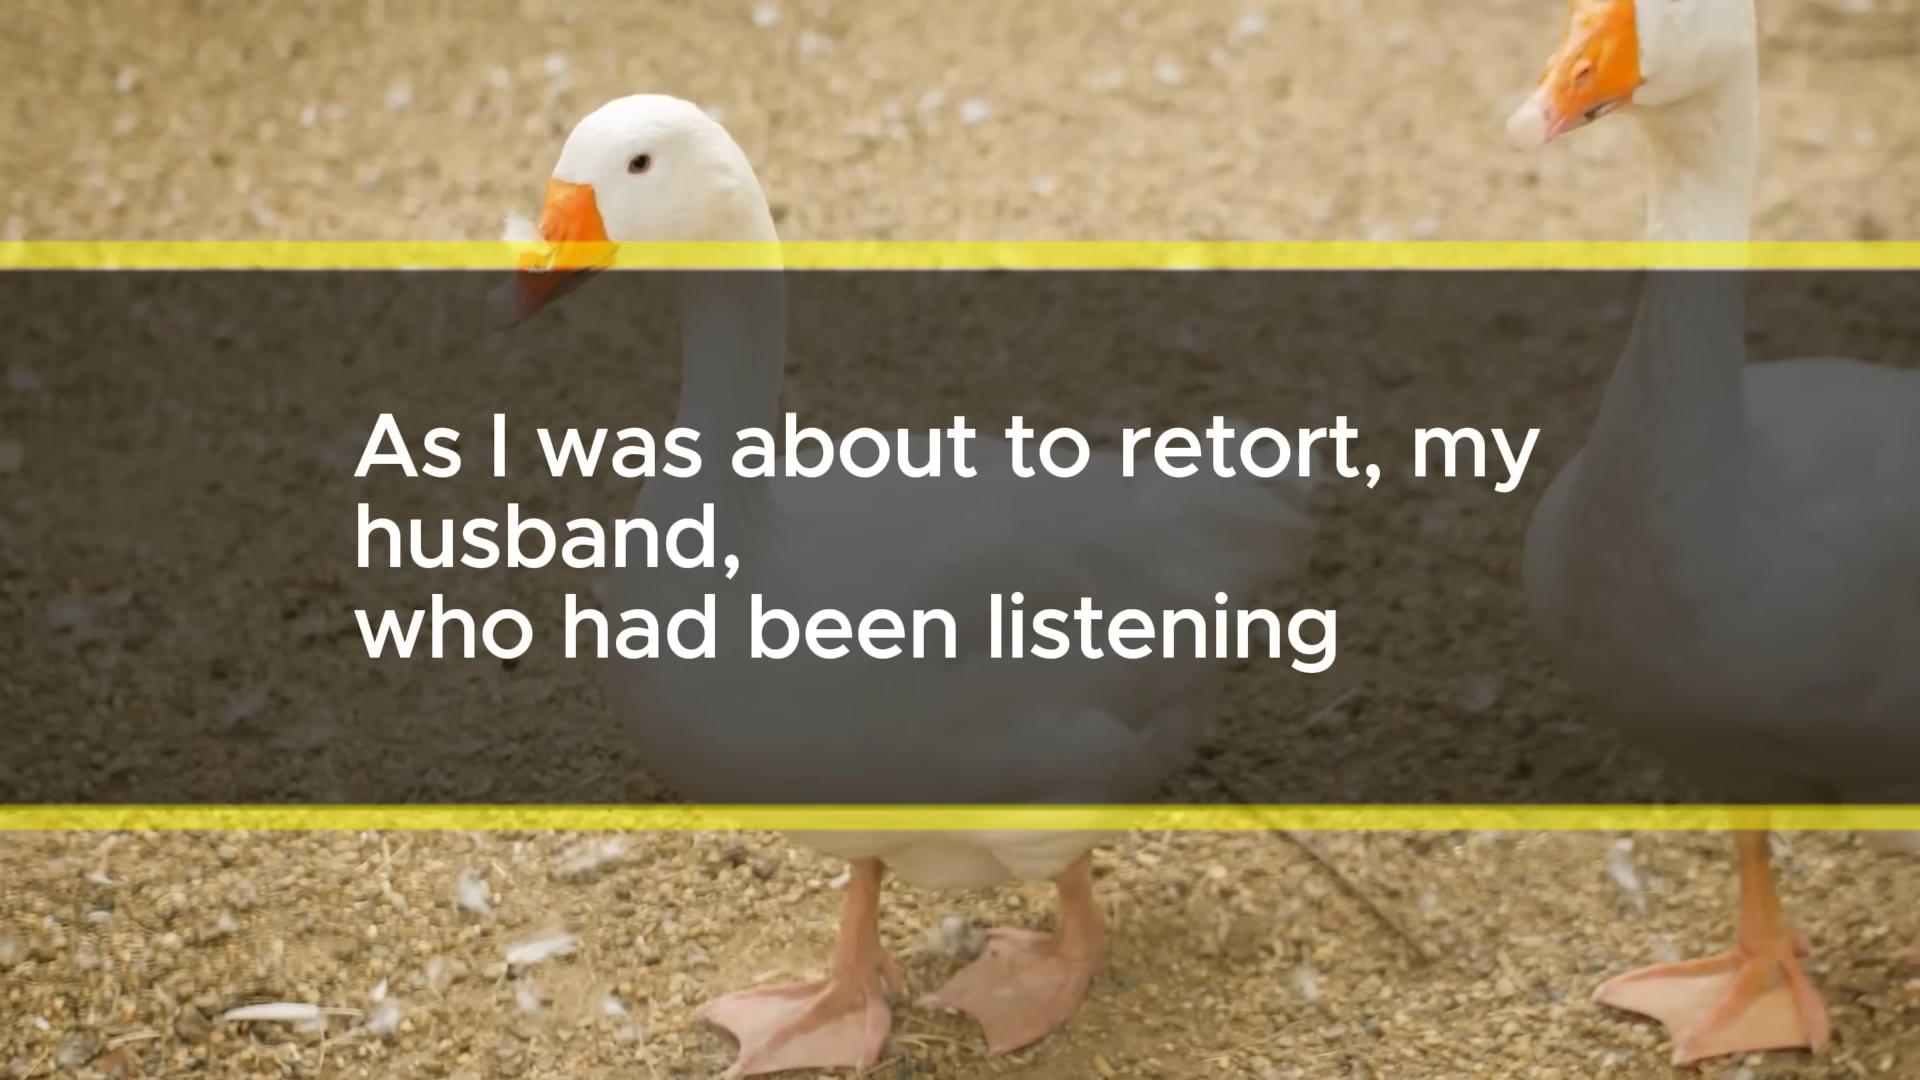 As I was about to retort, my
husband,
who had been listening